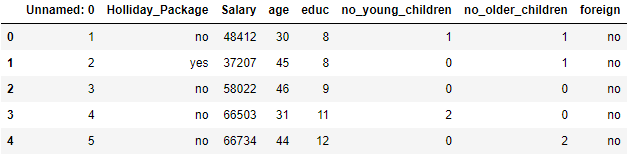 Unnamed: 0 Holliday_Package Salary age educ no_young_children no_older_children foreign
0 1 no 48412 30 8 1 1 no
1 2 yes 37207 45 8 0 1 no
2 3 no 58022 46 9 0 0 no
3 4 no 66503 31 11 2 0 no
4 5 no 66734 44 12 0 2 no